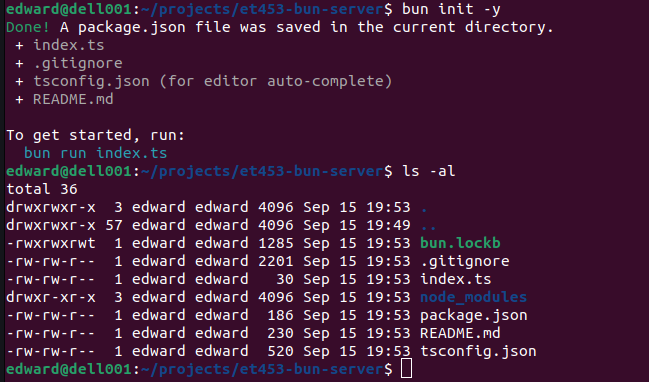 edward@dell001:~/projects/et453-bun-server$ bun init -y
Done! A package.json file was saved in the current directory.
 + index.ts
 + .gitignore
 + tsconfig.json (for editor auto-complete)
 + README.md

To get started, run:
  bun run index.ts
edward@dell001:~/projects/et453-bun-server$ ls -al
total 36
drwxrwxr-x  3 edward edward 4096 Sep 15 19:53 .
drwxrwxr-x 57 edward edward 4096 Sep 15 19:49 ..
-rwxrwxrwt  1 edward edward 1285 Sep 15 19:53 bun.lockb
-rw-rw-r--  1 edward edward 2201 Sep 15 19:53 .gitignore
-rw-rw-r--  1 edward edward   30 Sep 15 19:53 index.ts
drwxr-xr-x  3 edward edward 4096 Sep 15 19:53 node_modules
-rw-rw-r--  1 edward edward  186 Sep 15 19:53 package.json
-rw-rw-r--  1 edward edward  230 Sep 15 19:53 README.md
-rw-rw-r--  1 edward edward  520 Sep 15 19:53 tsconfig.json
edward@dell001:~/projects/et453-bun-server$